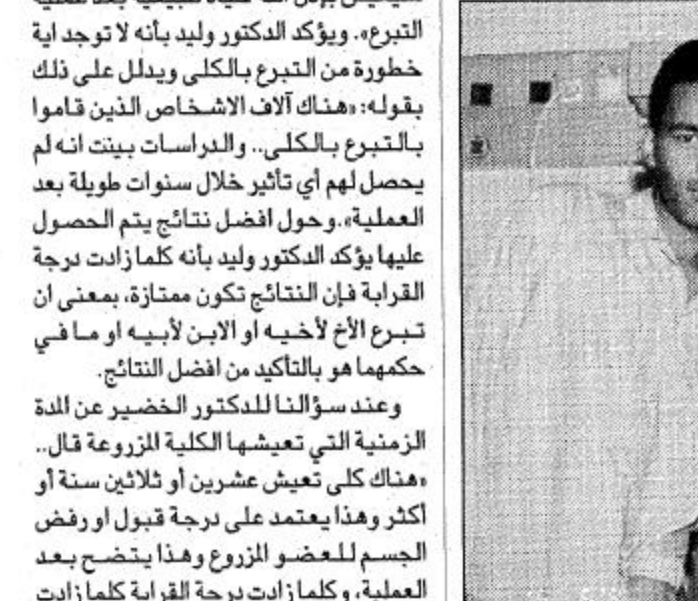 التبرع». ويؤكد الدكتور وليد بأنه لا توجد اية
خطورة من التبرع بالكلى ويدلل على ذلك
بقوله: «هناك آلاف الاشخاص الذين قاموا
بالتبرع بالكلى.. والدراسات بينت انه لم
يحصل لهم أي تأثير خلال سنوات طويلة بعد
العملية». وحول افضل نتائج يتم الحصول
عليها يؤكد الدكتور وليد بأنه كلما زادت درجة
القرابة فإن النتائج تكون ممتازة، بمعنى ان
تبرع الأخ لأخيه او الابن لأبيه او ما في
حكمهما هو بالتأكيد من افضل النتائج.
وعند سؤالنا للدكتور الخضير عن المدة
الزمنية التي تعيشها الكلية المزروعة قال..
«هناك كلى تعيش عشرين أو ثلاثين سنة أو
أكثر وهذا يعتمد على درجة قبول او رفض
الجسم للعضو المزروع وهذا يتضح بعد
العملية، وكلما زادت درجة القرابة كلما زادت